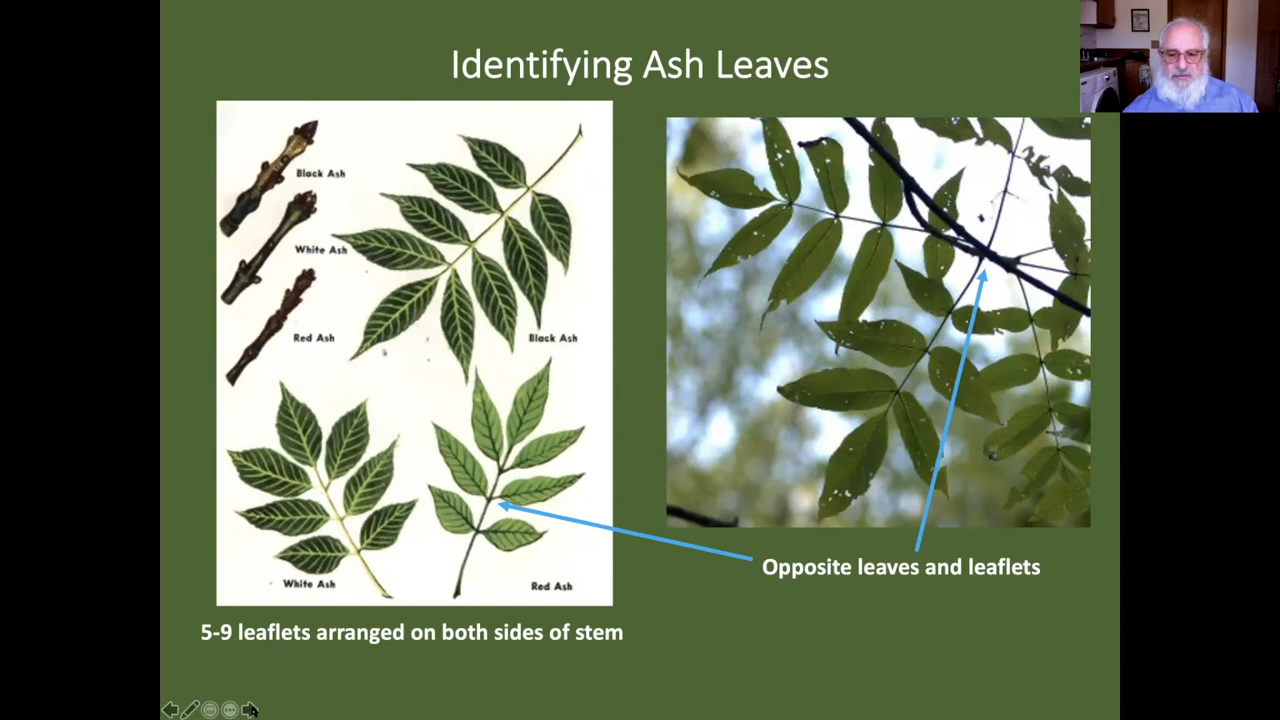 Identifying Ash Leaves
Black Ash
White Ash
Red Ash
Black Ash
White Ash
Red Ash
Opposite leaves and leaflets
5-9 leaflets arranged on both sides of stem